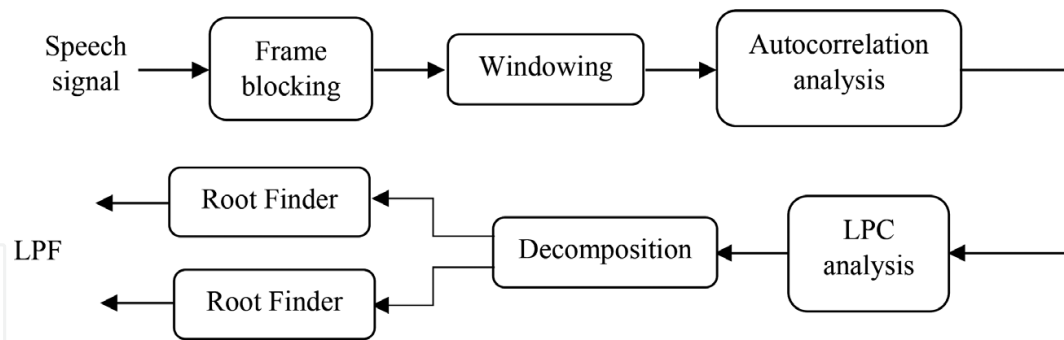 Speech
signal
Frame
blocking
Windowing
Autocorrelation
analysis
Root Finder
LPF
Root Finder
Decomposition
LPC
analysis